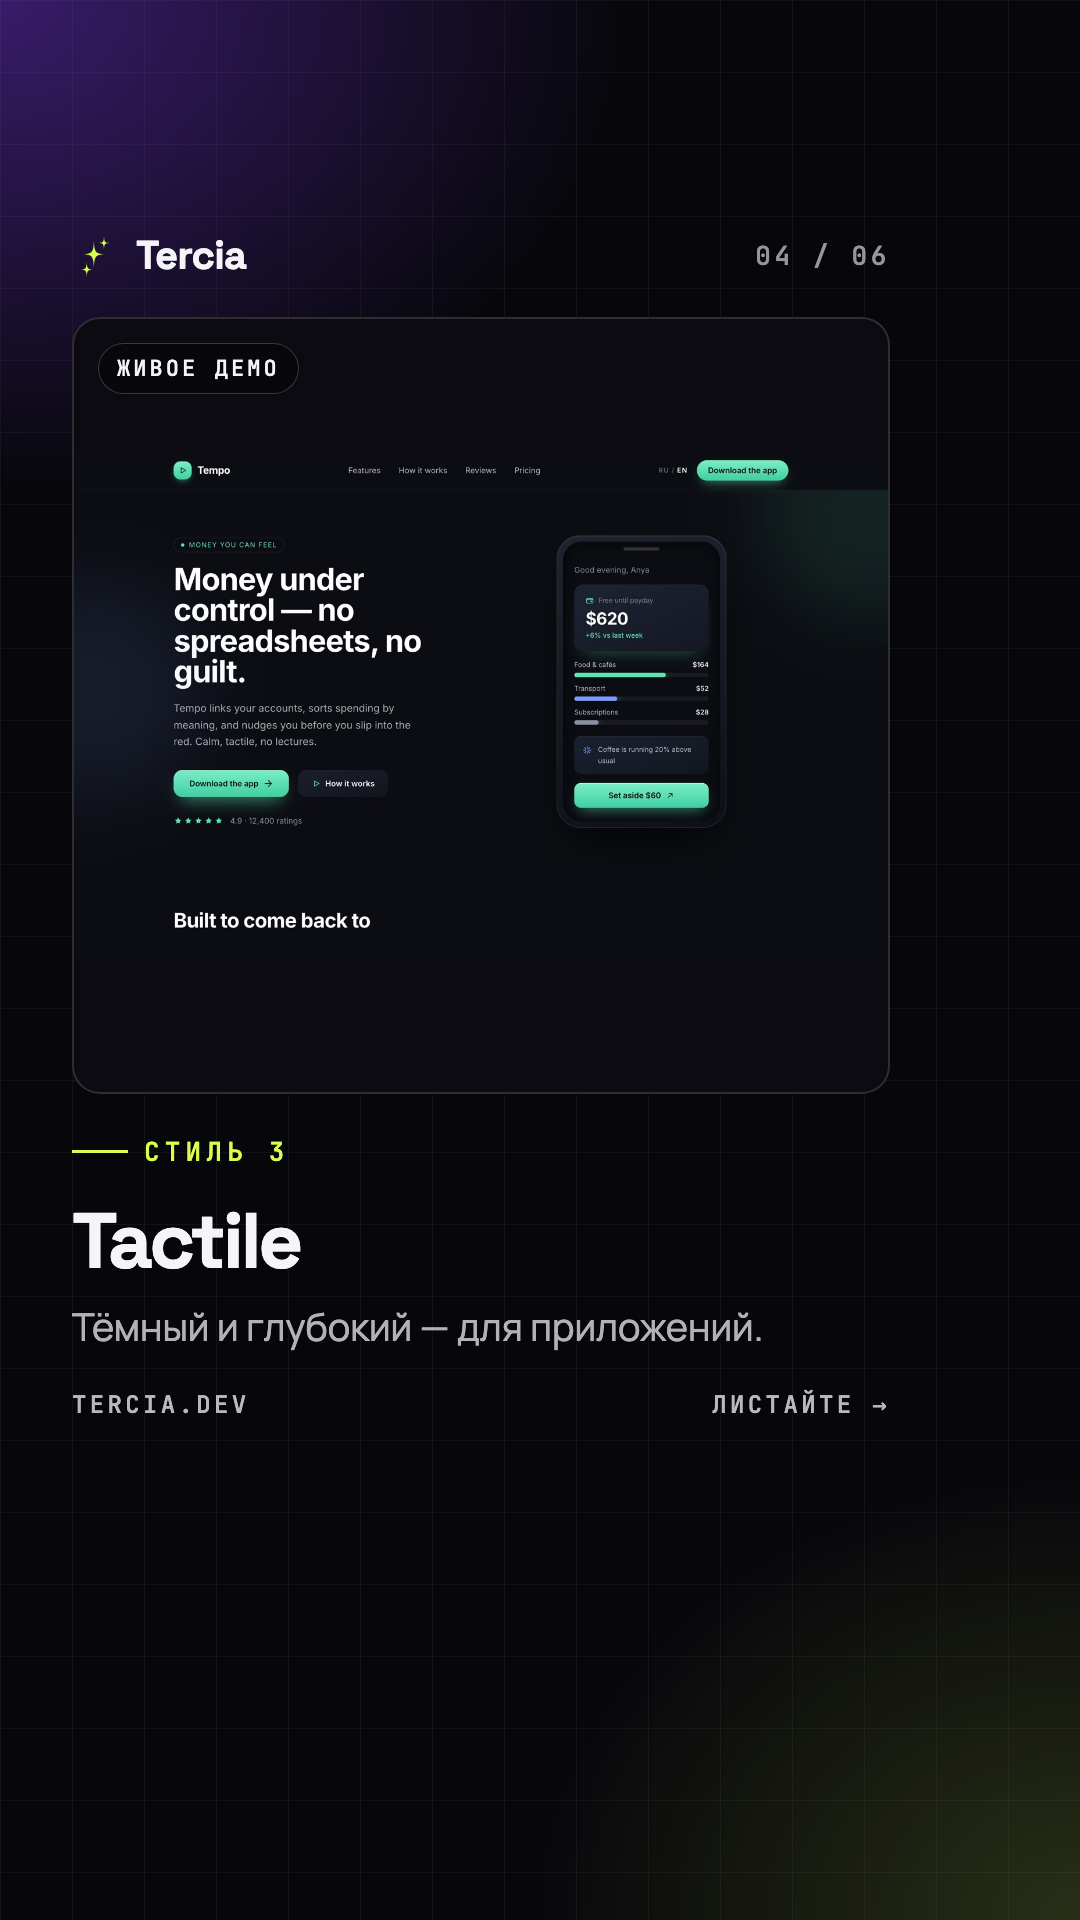 Tercia
04 / 06
ЖИВОЕ ДЕМО
Tempo
Features How it works Reviews Pricing
RU / EN
Download the app
MONEY YOU CAN FEEL
Money under
control — no
spreadsheets, no
guilt.
Tempo links your accounts, sorts spending by
meaning, and nudges you before you slip into the
red. Calm, tactile, no lectures.
Download the app →
How it works
★★★★★ 4.9 · 12,400 ratings
Good evening, Anya
Free until payday
$620
+6% vs last week
Food & cafés $164
Transport $52
Subscriptions $28
Coffee is running 20% above
usual
Set aside $60 ↗
Built to come back to
СТИЛЬ 3
Tactile
Тёмный и глубокий — для приложений.
TERCIA.DEV
ЛИСТАЙТЕ →